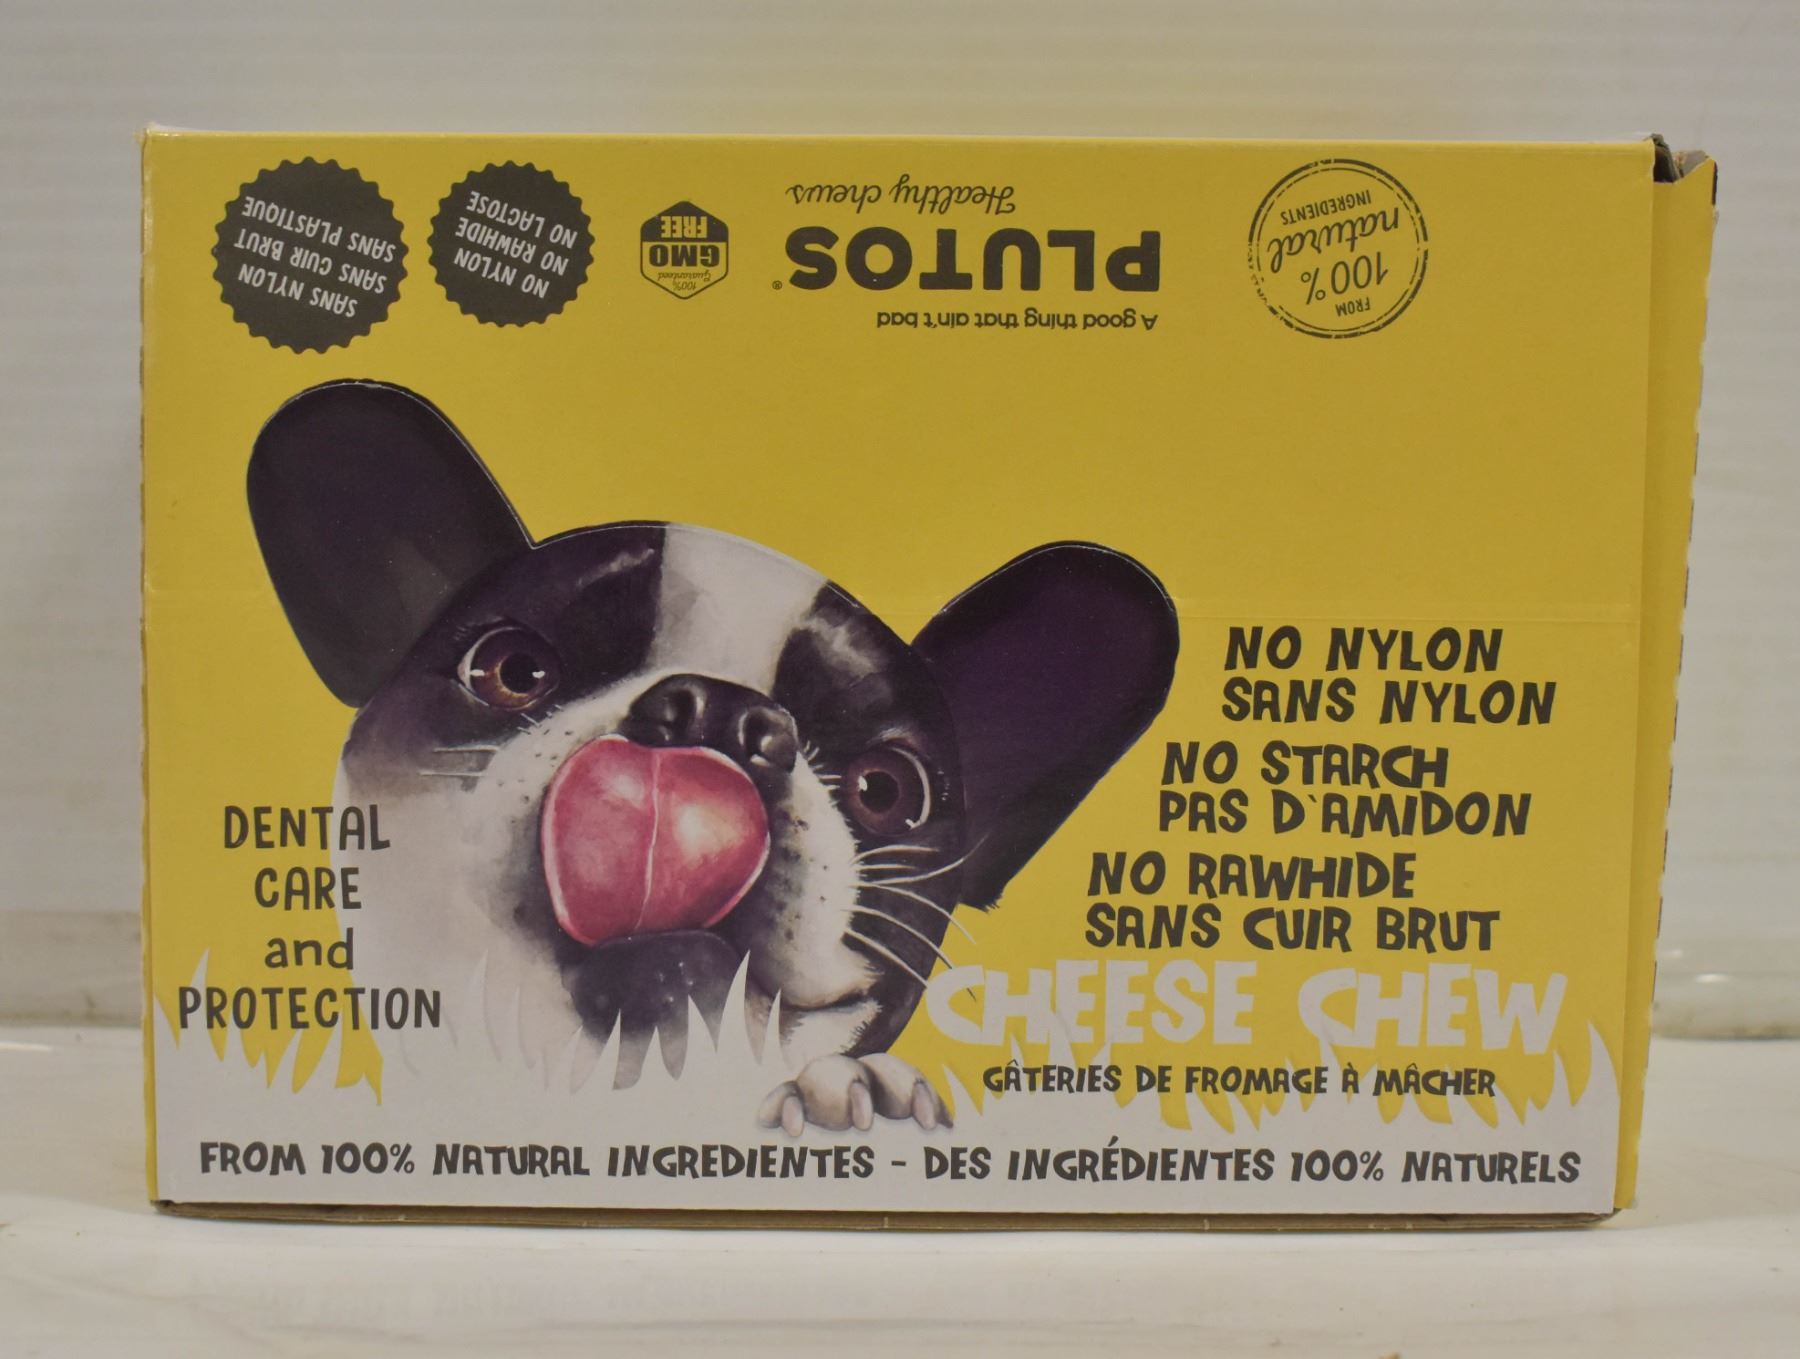 SANS NYLON
SANS CUIR BRUT
SANS PLASTIQUE
NO NYLON
NO RAWHIDE
NO LACTOSE
100%
Guaranteed
GMO
FREE
A good thing that ain't bad
PLUTOS®
Healthy chews
FROM
100%
natural
INGREDIENTS
NO NYLON
SANS NYLON
NO STARCH
PAS D'AMIDON
NO RAWHIDE
SANS CUIR BRUT
DENTAL
CARE
and
PROTECTION
CHEESE CHEW
GÂTERIES DE FROMAGE À MÂCHER
FROM 100% NATURAL INGREDIENTES - DES INGRÉDIENTES 100% NATURELS